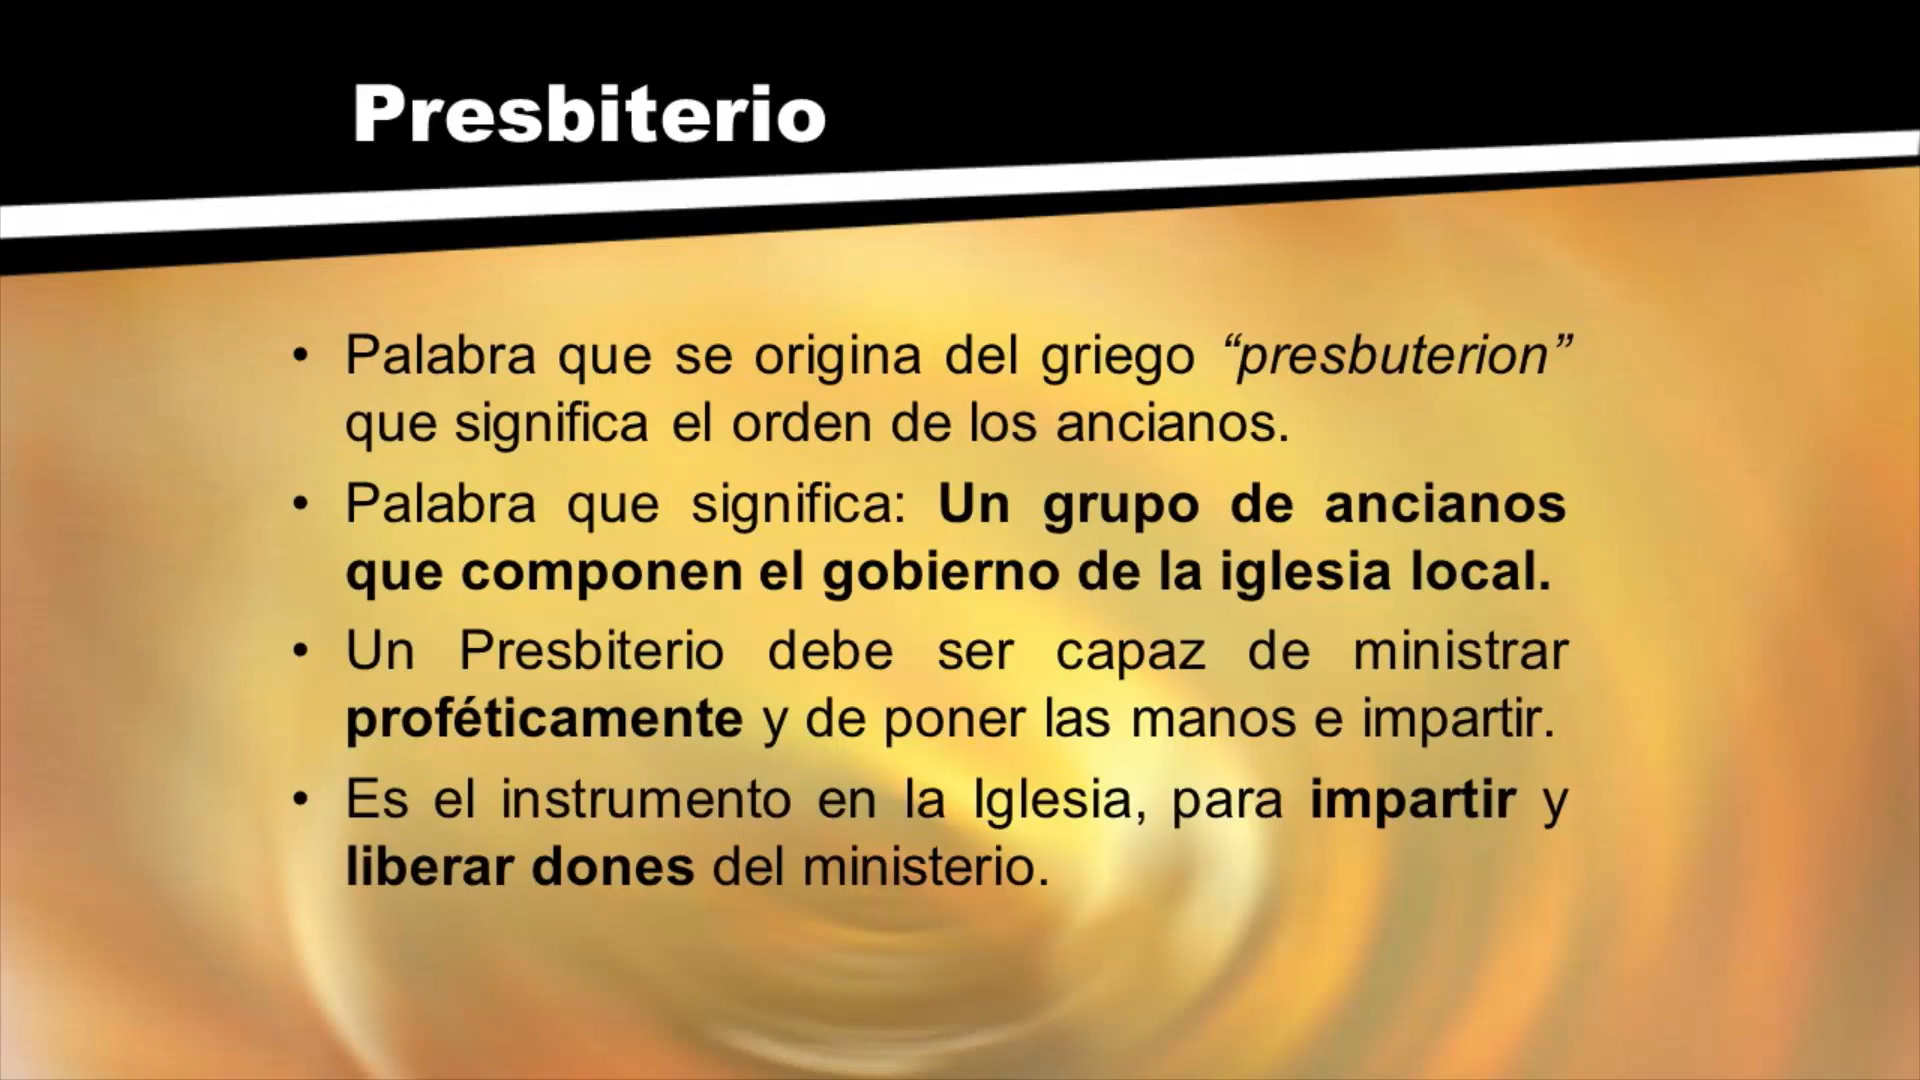 Presbiterio
• Palabra que se origina del griego “presbuterion”
que significa el orden de los ancianos.
• Palabra que significa: Un grupo de ancianos
que componen el gobierno de la iglesia local.
• Un Presbiterio debe ser capaz de ministrar
proféticamente y de poner las manos e impartir.
• Es el instrumento en la Iglesia, para impartir y
liberar dones del ministerio.